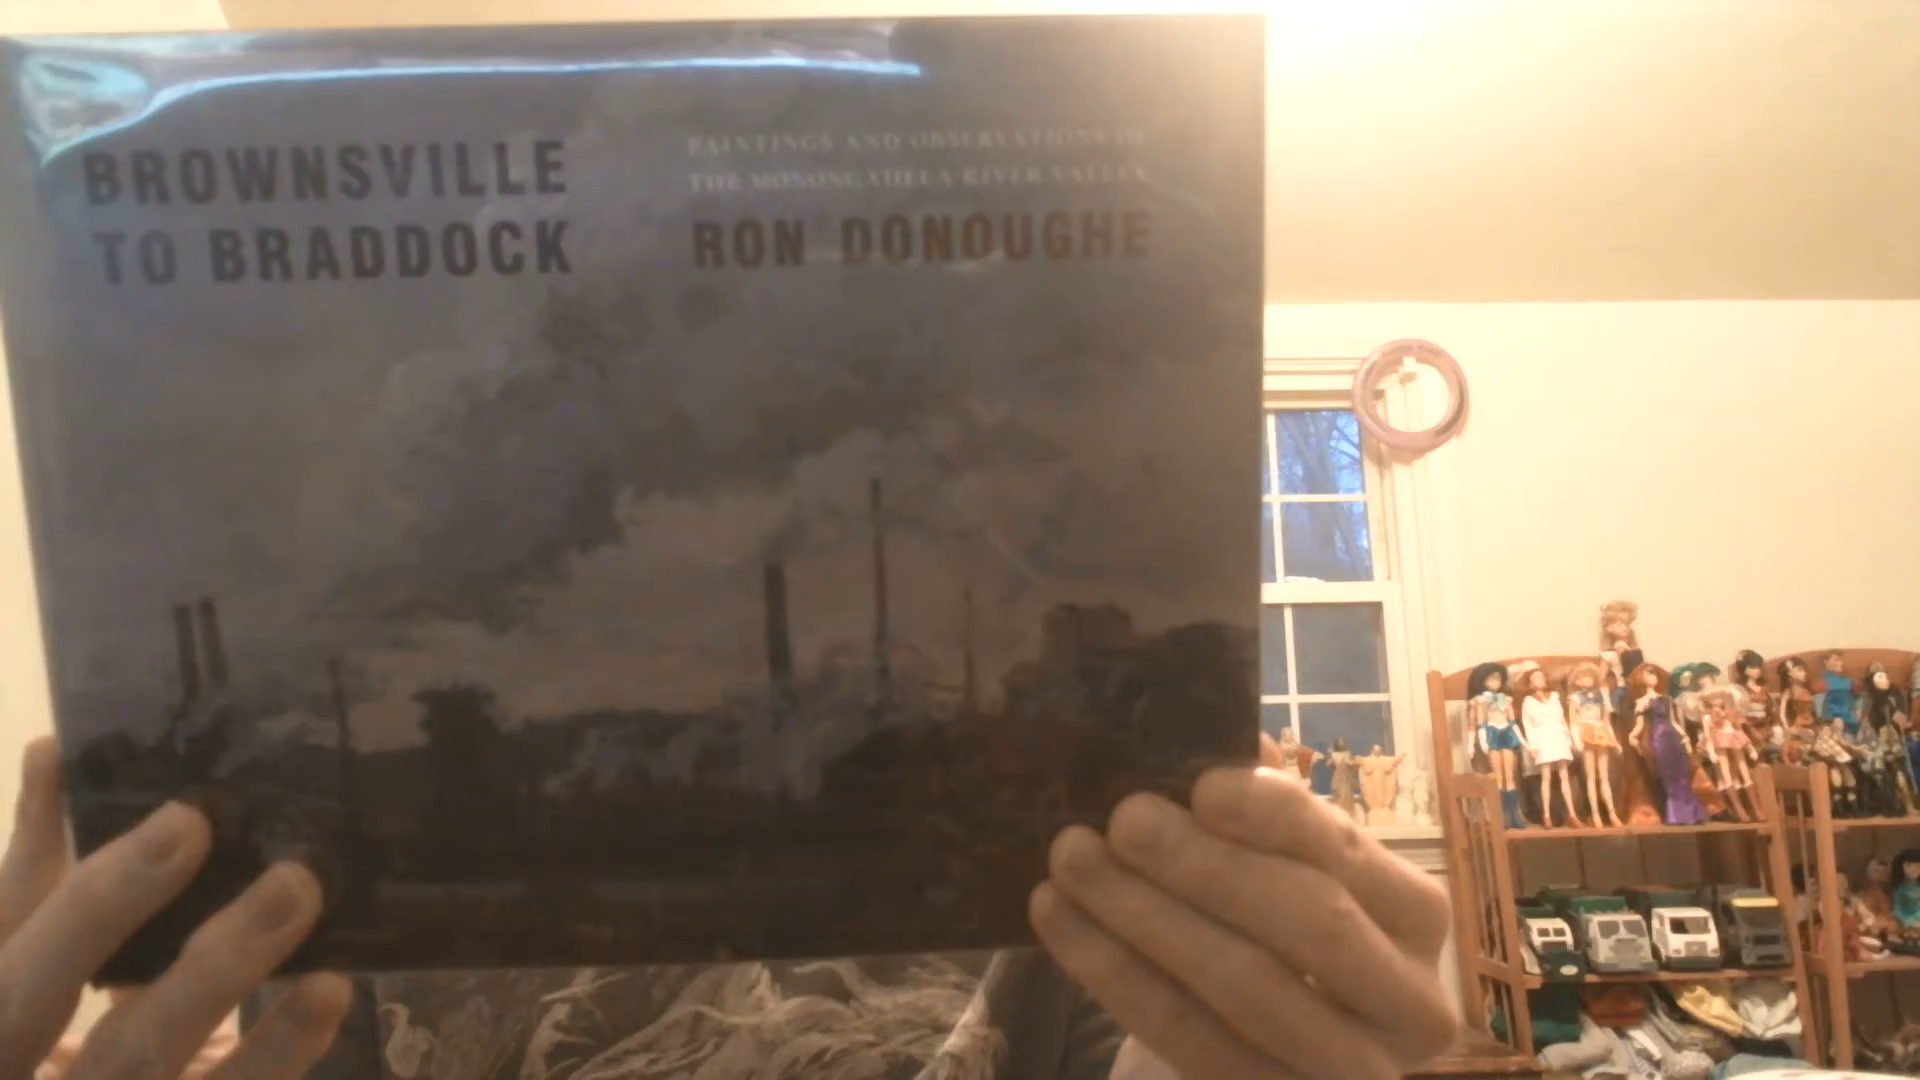 BROWNSVILLE
TO BRADDOCK
PAINTINGS AND OBSERVATIONS OF
THE MONONGAHELA RIVER VALLEY
RON DONOUGHE